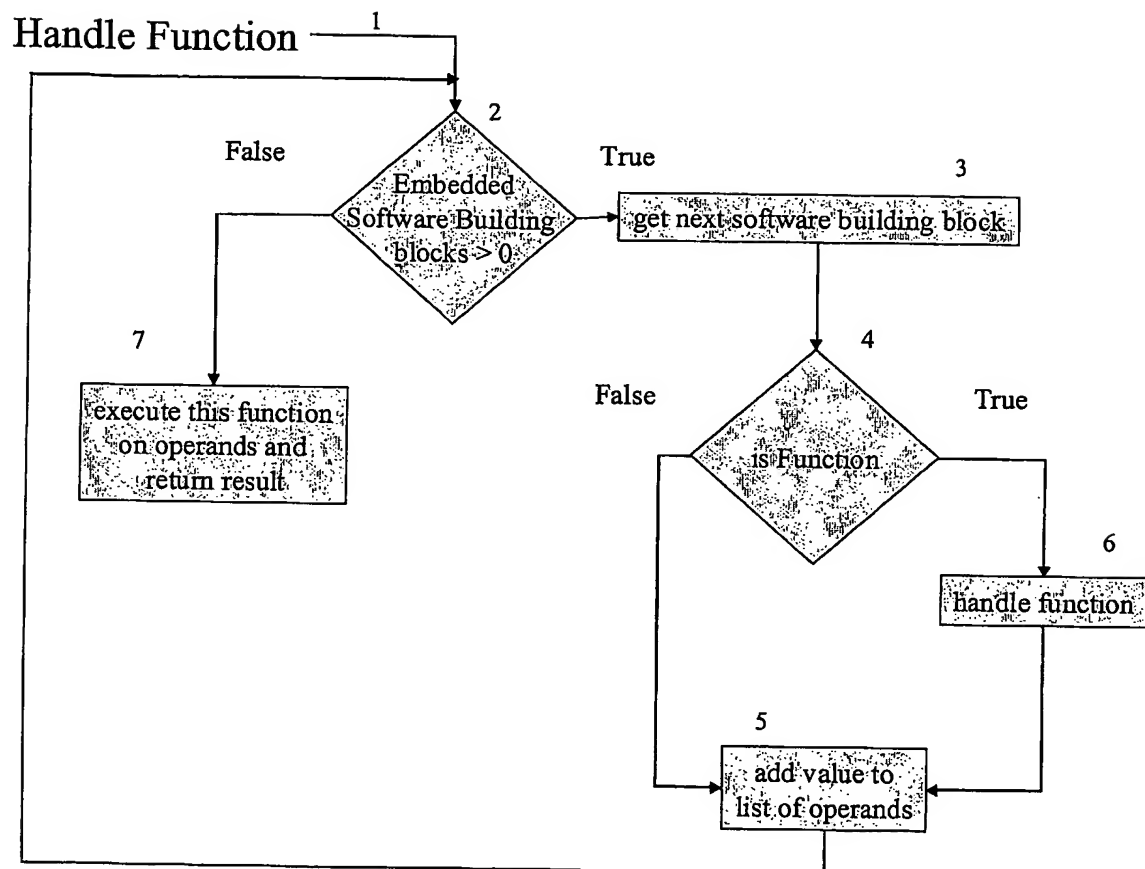 1
Handle Function
2
False
True
3
Embedded
Software Building
blocks > 0
get next software building block
7
4
False
True
execute this function
on operands and
return result
is Function
6
handle function
5
add value to
list of operands